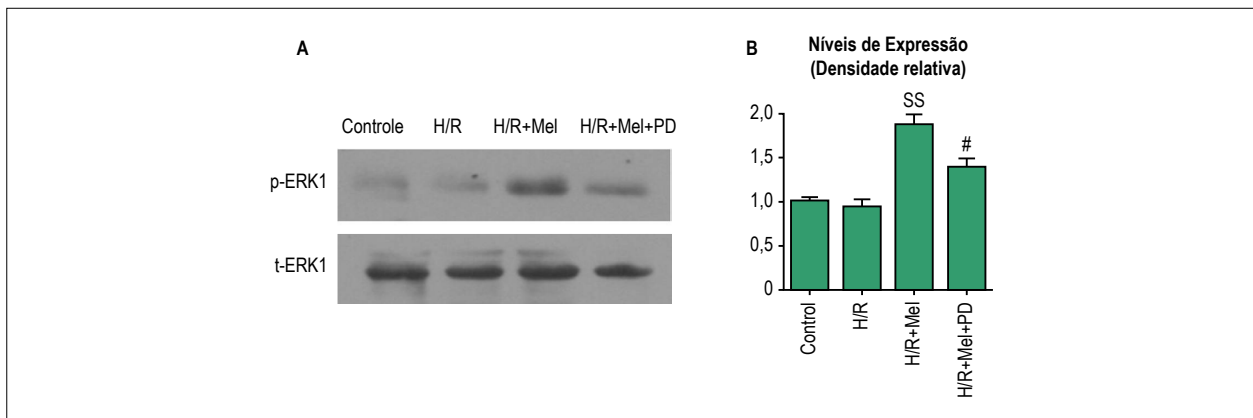 A
Controle H/R H/R+Mel H/R+Mel+PD
p-ERK1
t-ERK1
B
Níveis de Expressão
(Densidade relativa)
2,0
1,5
1,0
0,5
0
SS
#
Control
H/R
H/R+Mel
H/R+Mel+PD